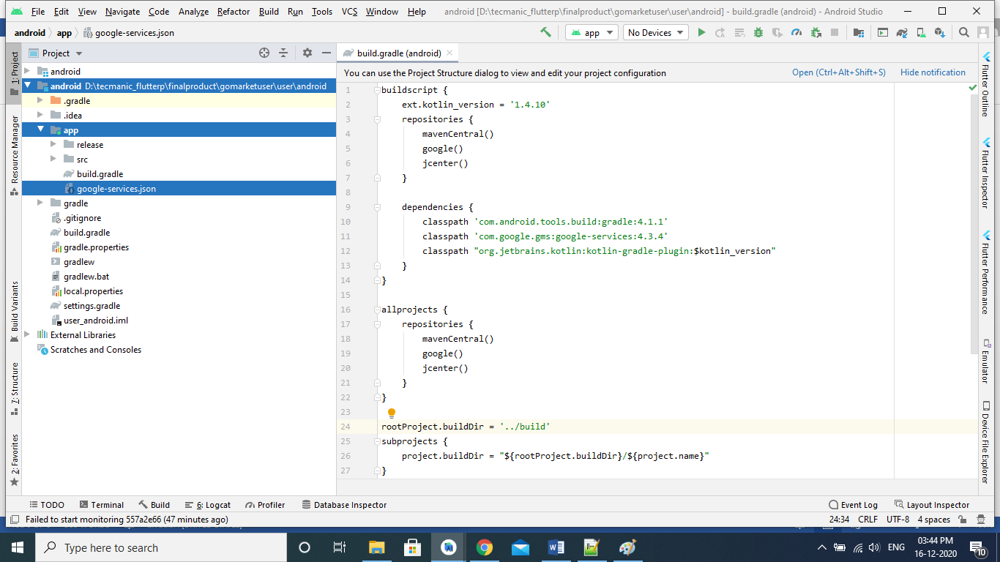 File Edit View Navigate Code Analyze Refactor Build Run Tools VCS Window Help android [D:\tecmanic_flutterp\finalproduct\gomarketuser\user\android] - build.gradle (android) - Android Studio
android app google-services.json app No Devices
Project
build.gradle (android)
You can use the Project Structure dialog to view and edit your project configuration Open (Ctrl+Alt+Shift+S) Hide notification
1: Project
Resource Manager
Build Variants
7: Structure
2: Favorites
android
android D:\tecmanic_flutterp\finalproduct\gomarketuser\user\android
.gradle
.idea
app
release
src
build.gradle
google-services.json
gradle
.gitignore
build.gradle
gradle.properties
gradlew
gradlew.bat
local.properties
settings.gradle
user_android.iml
External Libraries
Scratches and Consoles
1 buildscript {
2 ext.kotlin_version = '1.4.10'
3 repositories {
4 mavenCentral()
5 google()
6 jcenter()
7 }
8
9 dependencies {
10 classpath 'com.android.tools.build:gradle:4.1.1'
11 classpath 'com.google.gms:google-services:4.3.4'
12 classpath "org.jetbrains.kotlin:kotlin-gradle-plugin:$kotlin_version"
13 }
14 }
15
16 allprojects {
17 repositories {
18 mavenCentral()
19 google()
20 jcenter()
21 }
22 }
23
24 rootProject.buildDir = '../build'
25 subprojects {
26 project.buildDir = "${rootProject.buildDir}/${project.name}"
27 }
Flutter Outline
Flutter Inspector
Flutter Performance
Emulator
Device File Explorer
TODO Terminal Build 6: Logcat Profiler Database Inspector Event Log Layout Inspector
Failed to start monitoring 557a2e66 (47 minutes ago) 24:34 CRLF UTF-8 4 spaces
Type here to search ENG 03:44 PM
16-12-2020 10